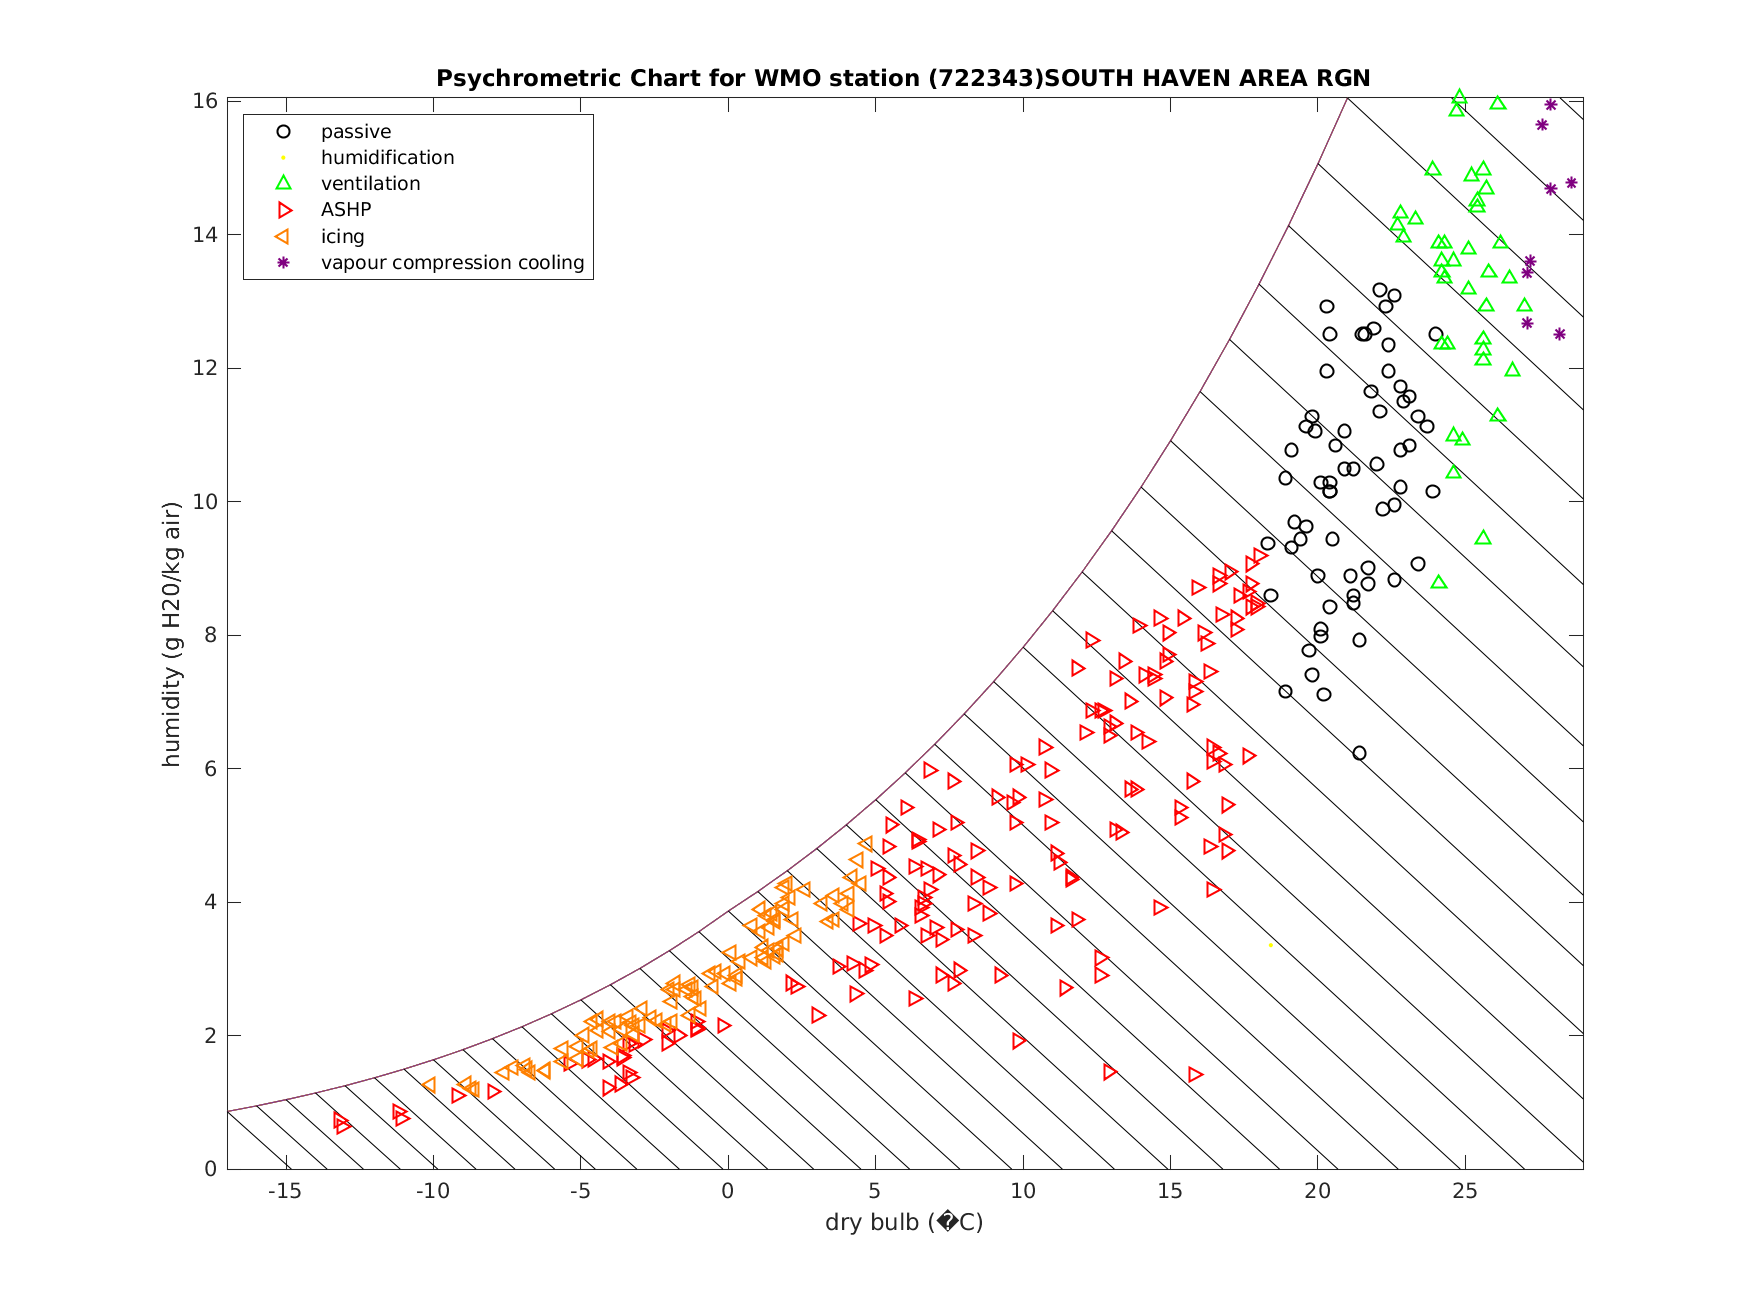 Psychrometric Chart for WMO station (722343)SOUTH HAVEN AREA RGN
passive
humidification
ventilation
ASHP
icing
vapour compression cooling
humidity (g H20/kg air)
16
14
12
10
8
6
4
2
0
-15 -10 -5 0 5 10 15 20 25
dry bulb (�C)